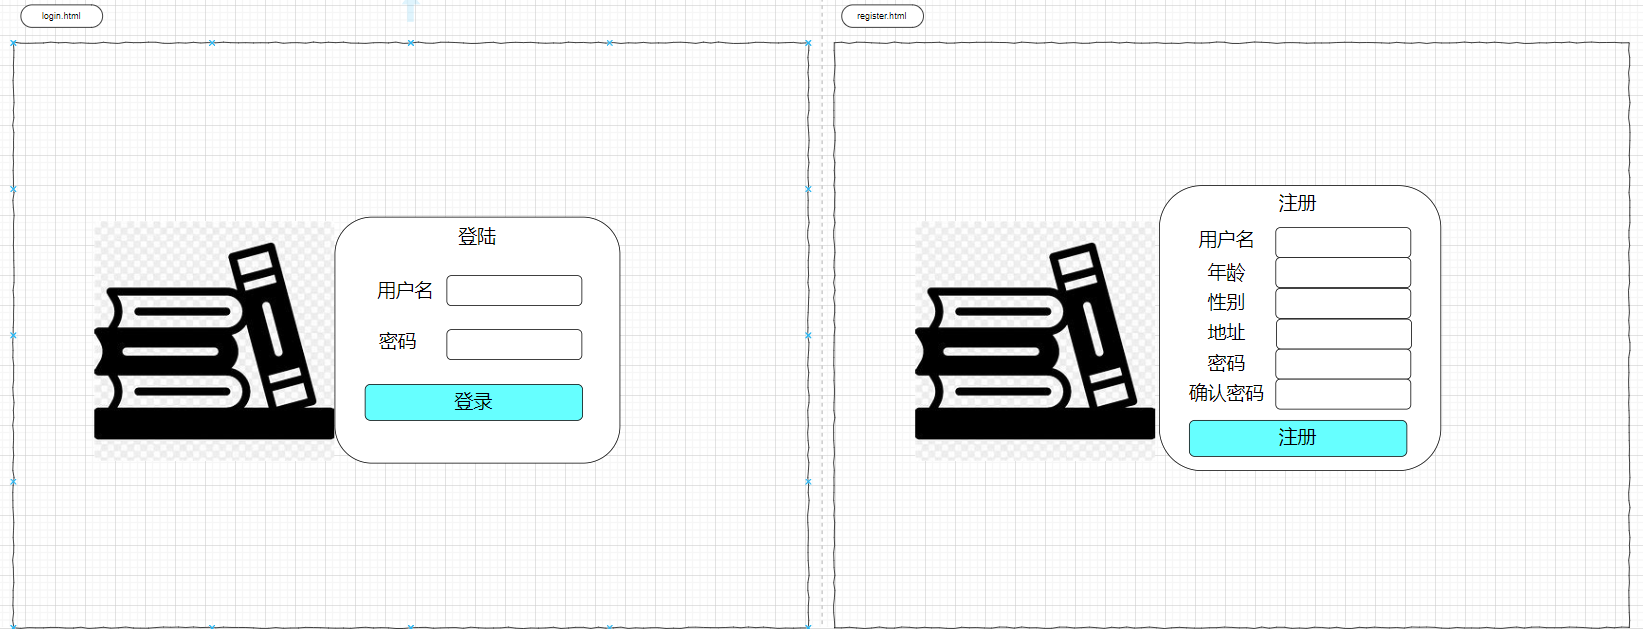 login.html
登陆
用户名
密码
登录
register.html
注册
用户名
年龄
性别
地址
密码
确认密码
注册